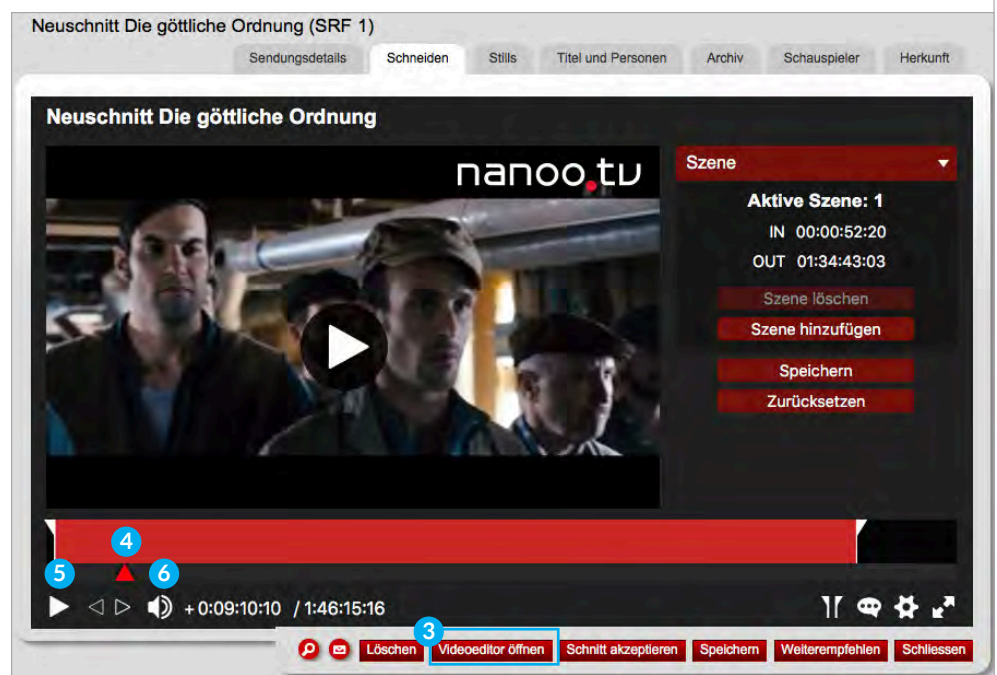 Neuschnitt Die göttliche Ordnung (SRF 1)
Sendungsdetails Schneiden Stills Titel und Personen Archiv Schauspieler Herkunft
Neuschnitt Die göttliche Ordnung
nanoo.tv
Szene
Aktive Szene: 1
IN 00:00:52:20
OUT 01:34:43:03
Szene löschen
Szene hinzufügen
Speichern
Zurücksetzen
4
5 6
+ 0:09:10:10 / 1:46:15:16
3
Löschen Videoeditor öffnen Schnitt akzeptieren Speichern Weiterempfehlen Schliessen